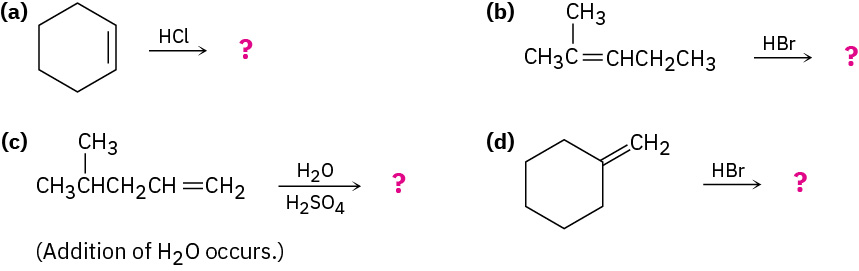 (a)
HCl
?
(b)
CH₃
CH₃C=CHCH₂CH₃
HBr
?
(c)
CH₃
CH₃CHCH₂CH=CH₂
H₂O
H₂SO₄
?
(Addition of H₂O occurs.)
(d)
CH₂
HBr
?